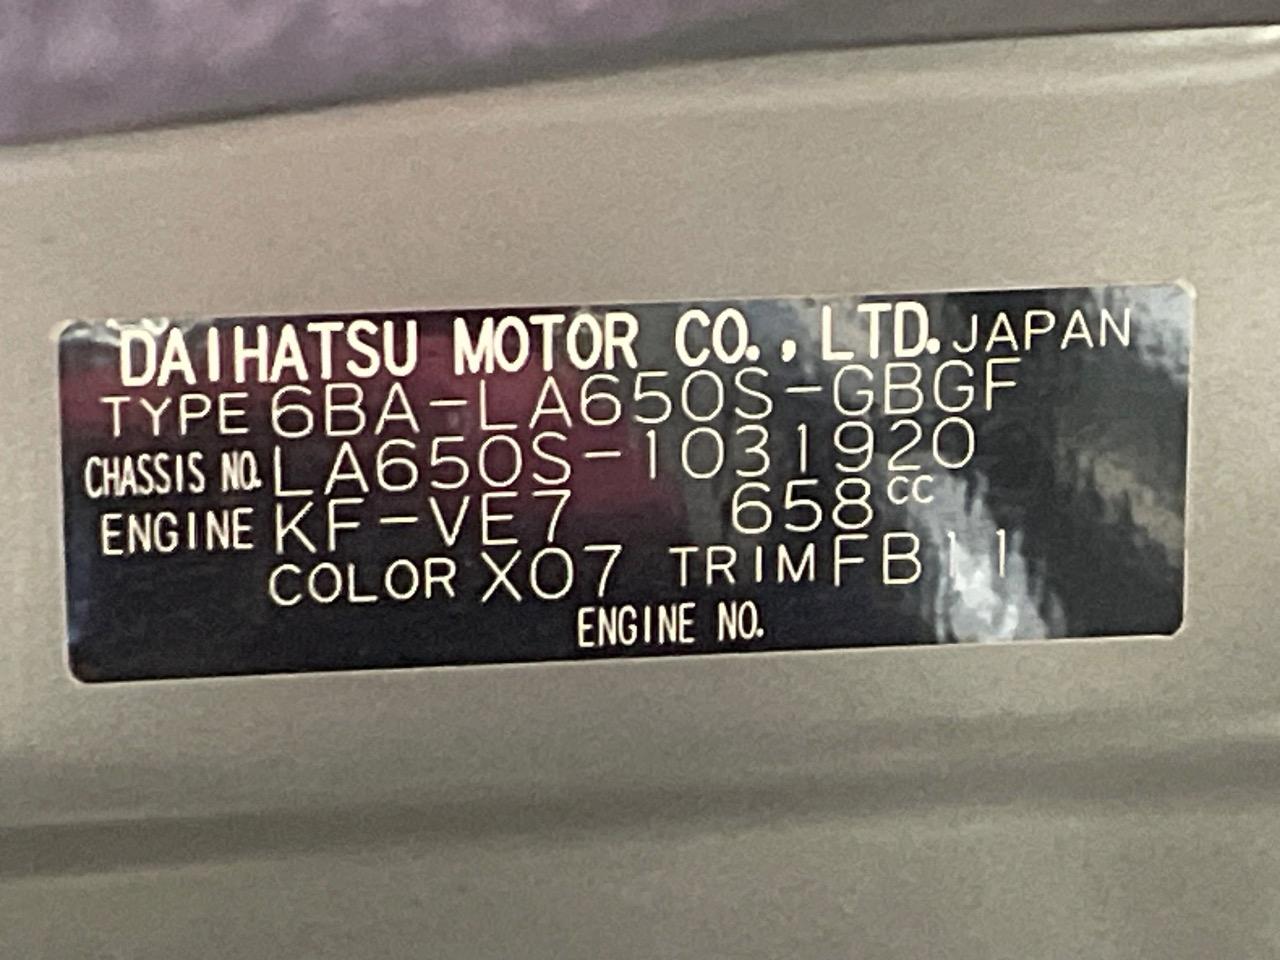 DAIHATSU MOTOR CO., LTD. JAPAN
TYPE 6BA-LA650S-GBGF
CHASSIS NO. LA650S-1031920
ENGINE KF-VE7 658CC
COLOR X07 TRIM FB11
ENGINE NO.